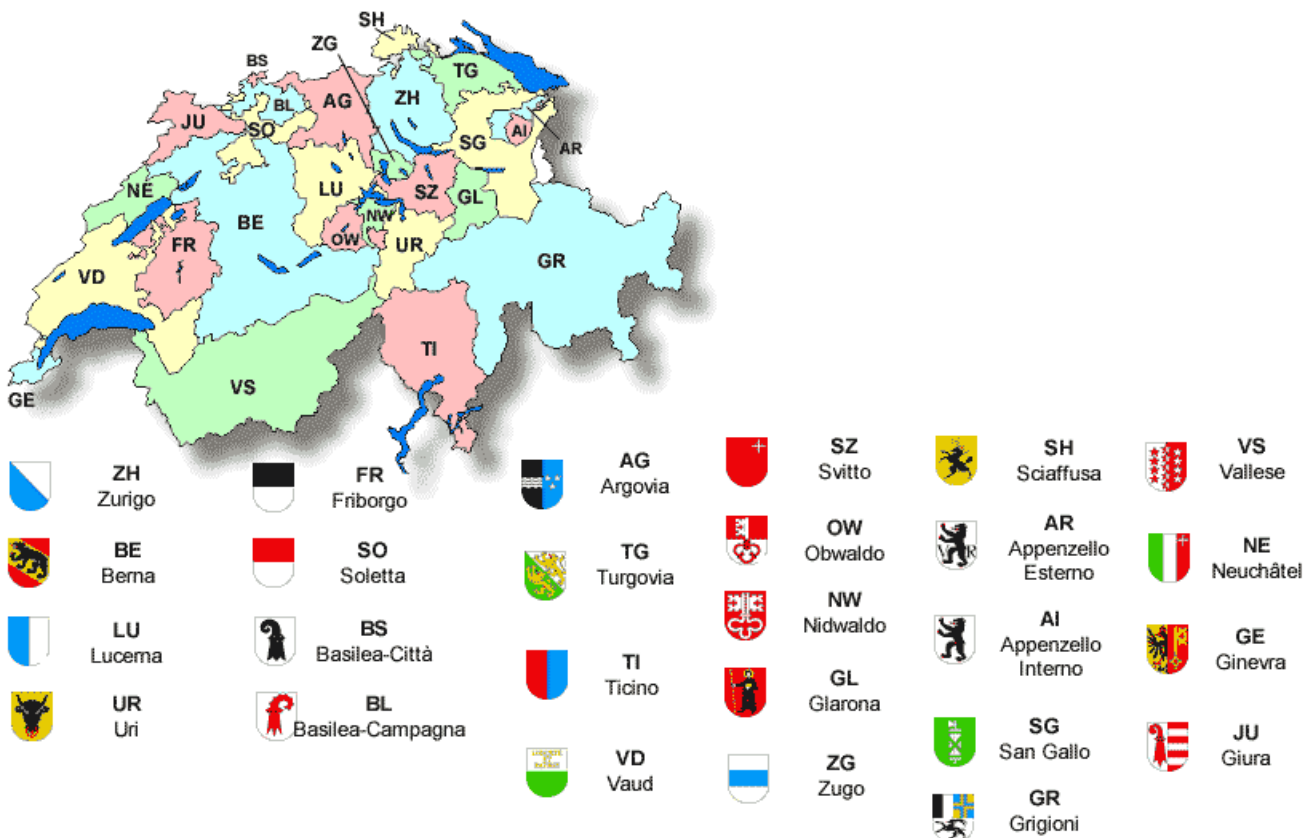 SH
ZG
BS
TG
AG
ZH
BL
JU
SO
AI
SG
AR
NE
LU
SZ
GL
NW
BE
OW
UR
FR
GR
VD
TI
VS
GE
ZH
Zurigo
BE
Berna
LU
Lucerna
UR
Uri
FR
Friborgo
SO
Soletta
BS
Basilea-Città
BL
Basilea-Campagna
AG
Argovia
TG
Turgovia
TI
Ticino
VD
Vaud
SZ
Svitto
OW
Obwaldo
NW
Nidwaldo
GL
Glarona
ZG
Zugo
SH
Sciaffusa
AR
Appenzello
Esterno
AI
Appenzello
Interno
SG
San Gallo
GR
Grigioni
VS
Vallese
NE
Neuchâtel
GE
Ginevra
JU
Giura